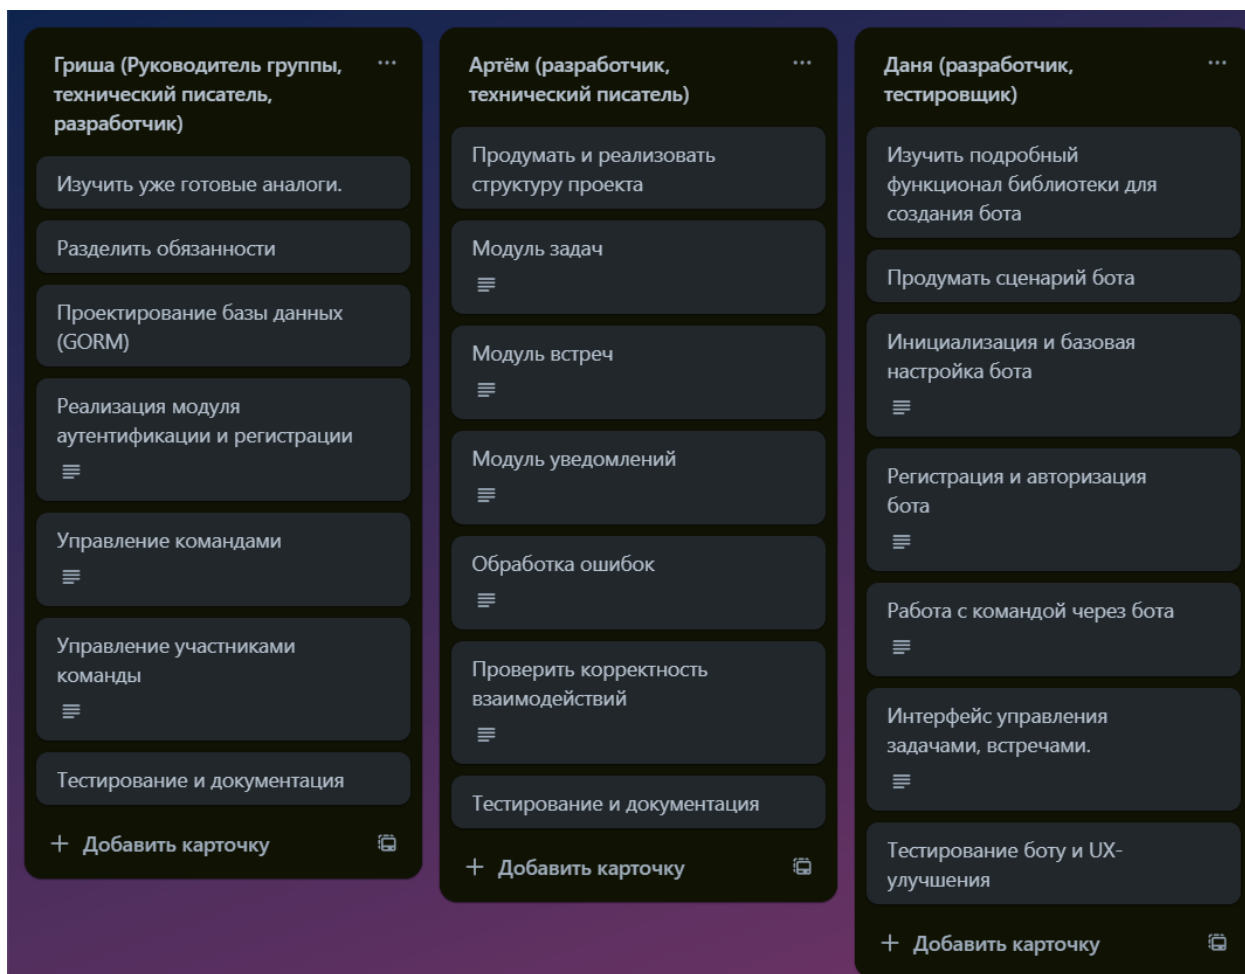 Гриша (Руководитель группы,
технический писатель,
разработчик)
Изучить уже готовые аналоги.
Разделить обязанности
Проектирование базы данных
(GORM)
Реализация модуля
аутентификации и регистрации
Управление командами
Управление участниками
команды
Тестирование и документация
+ Добавить карточку
Артём (разработчик,
технический писатель)
Продумать и реализовать
структуру проекта
Модуль задач
Модуль встреч
Модуль уведомлений
Обработка ошибок
Проверить корректность
взаимодействий
Тестирование и документация
+ Добавить карточку
Даня (разработчик,
тестировщик)
Изучить подробный
функционал библиотеки для
создания бота
Продумать сценарий бота
Инициализация и базовая
настройка бота
Регистрация и авторизация
бота
Работа с командой через бота
Интерфейс управления
задачами, встречами.
Тестирование боту и UX-
улучшения
+ Добавить карточку